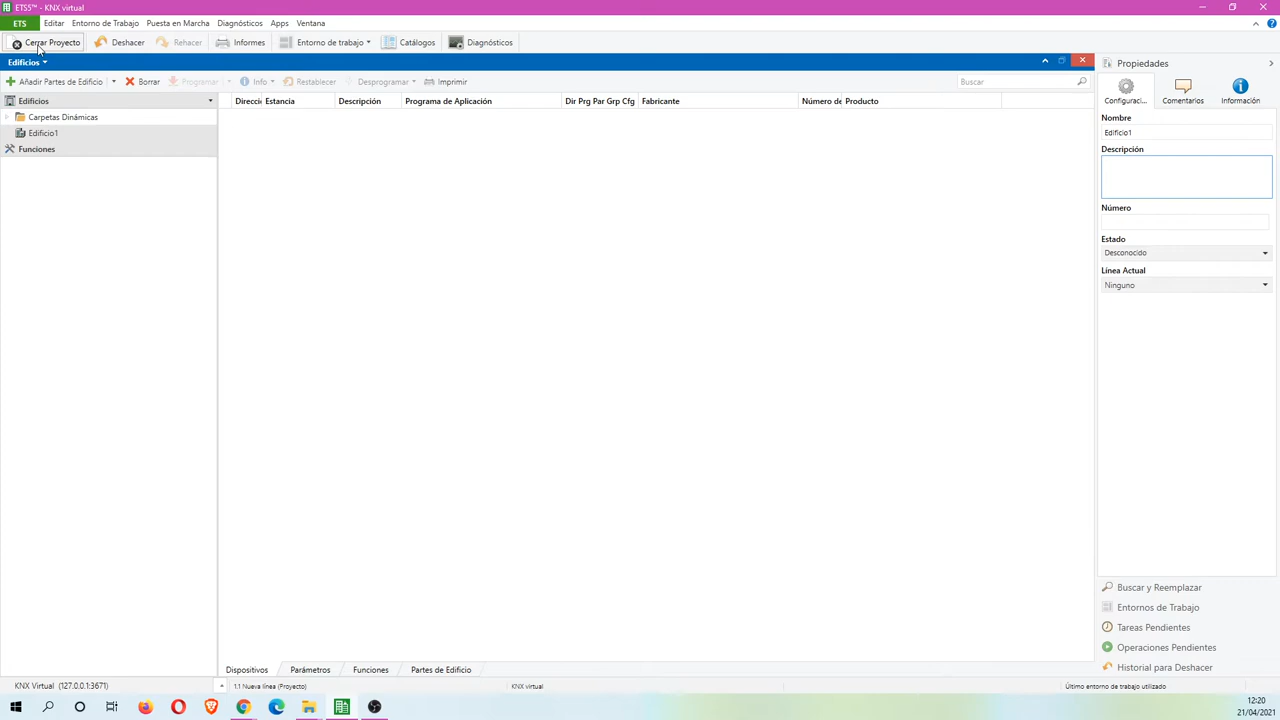 ETS5™ - KNX virtual
ETS Editar Entorno de Trabajo Puesta en Marcha Diagnósticos Apps Ventana
Cerrar Proyecto Deshacer Rehacer Informes Entorno de trabajo Catálogos Diagnósticos
Edificios
Añadir Partes de Edificio Borrar Programar Info Restablecer Desprogramar Imprimir Buscar
Edificios Direcci Estancia Descripción Programa de Aplicación Dir Prg Par Grp Cfg Fabricante Número de Producto
Carpetas Dinámicas
Edificio1
Funciones
Propiedades
Configuraci... Comentarios Información
Nombre
Edificio1
Descripción
Número
Estado
Desconocido
Línea Actual
Ninguno
Buscar y Reemplazar
Entornos de Trabajo
Tareas Pendientes
Operaciones Pendientes
Historial para Deshacer
Dispositivos Parámetros Funciones Partes de Edificio
KNX Virtual (127.0.0.1:3671) 1.1 Nueva línea (Proyecto) KNX virtual Último entorno de trabajo utilizado
12:20
21/04/2021